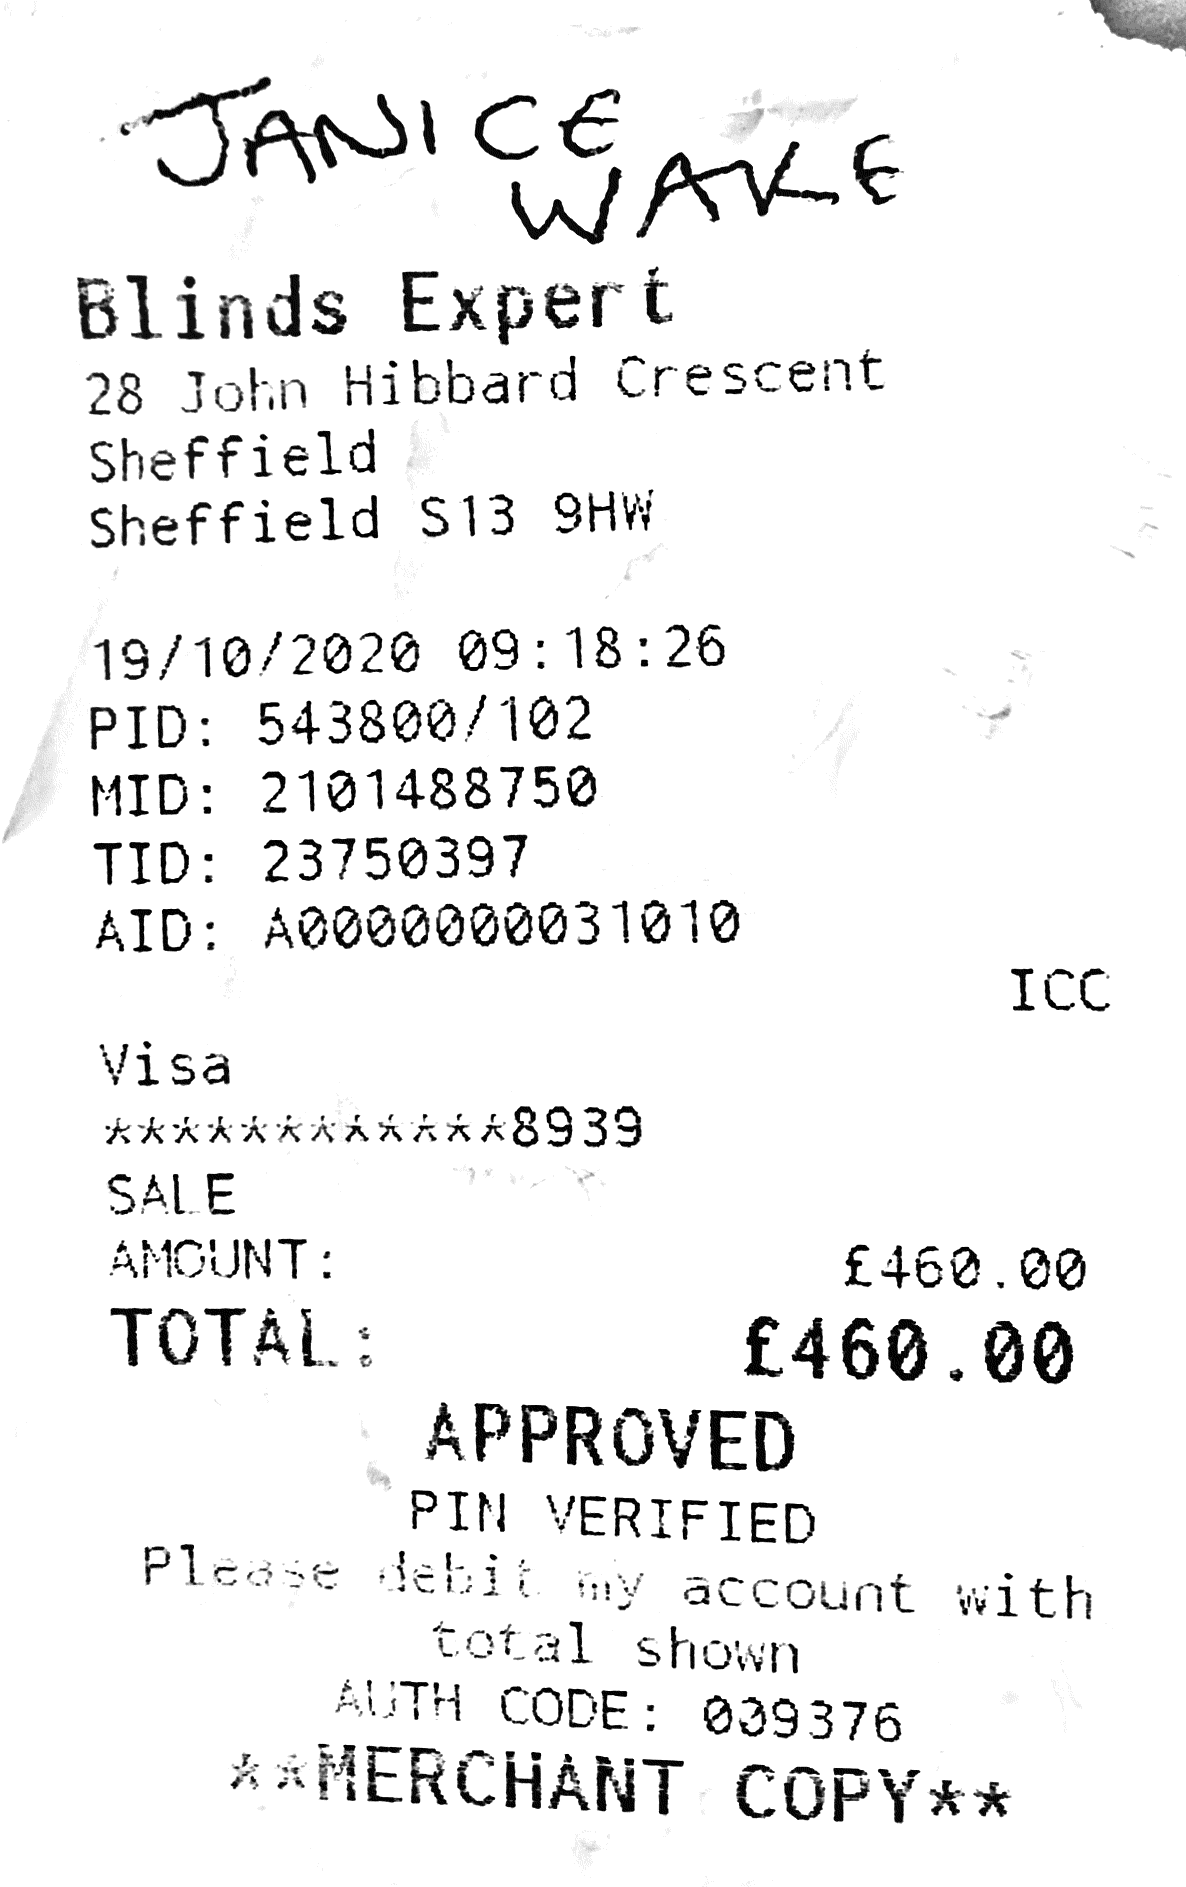 JANICE
WAKE
Blinds Expert
28 John Hibbard Crescent
Sheffield
Sheffield S13 9HW
19/10/2020 09:18:26
PID: 543800/102
MID: 2101488750
TID: 23750397
AID: A0000000031010
ICC
Visa
************8939
SALE
AMOUNT: £460.00
TOTAL: £460.00
APPROVED
PIN VERIFIED
Please debit my account with
total shown
AUTH CODE: 009376
**MERCHANT COPY**